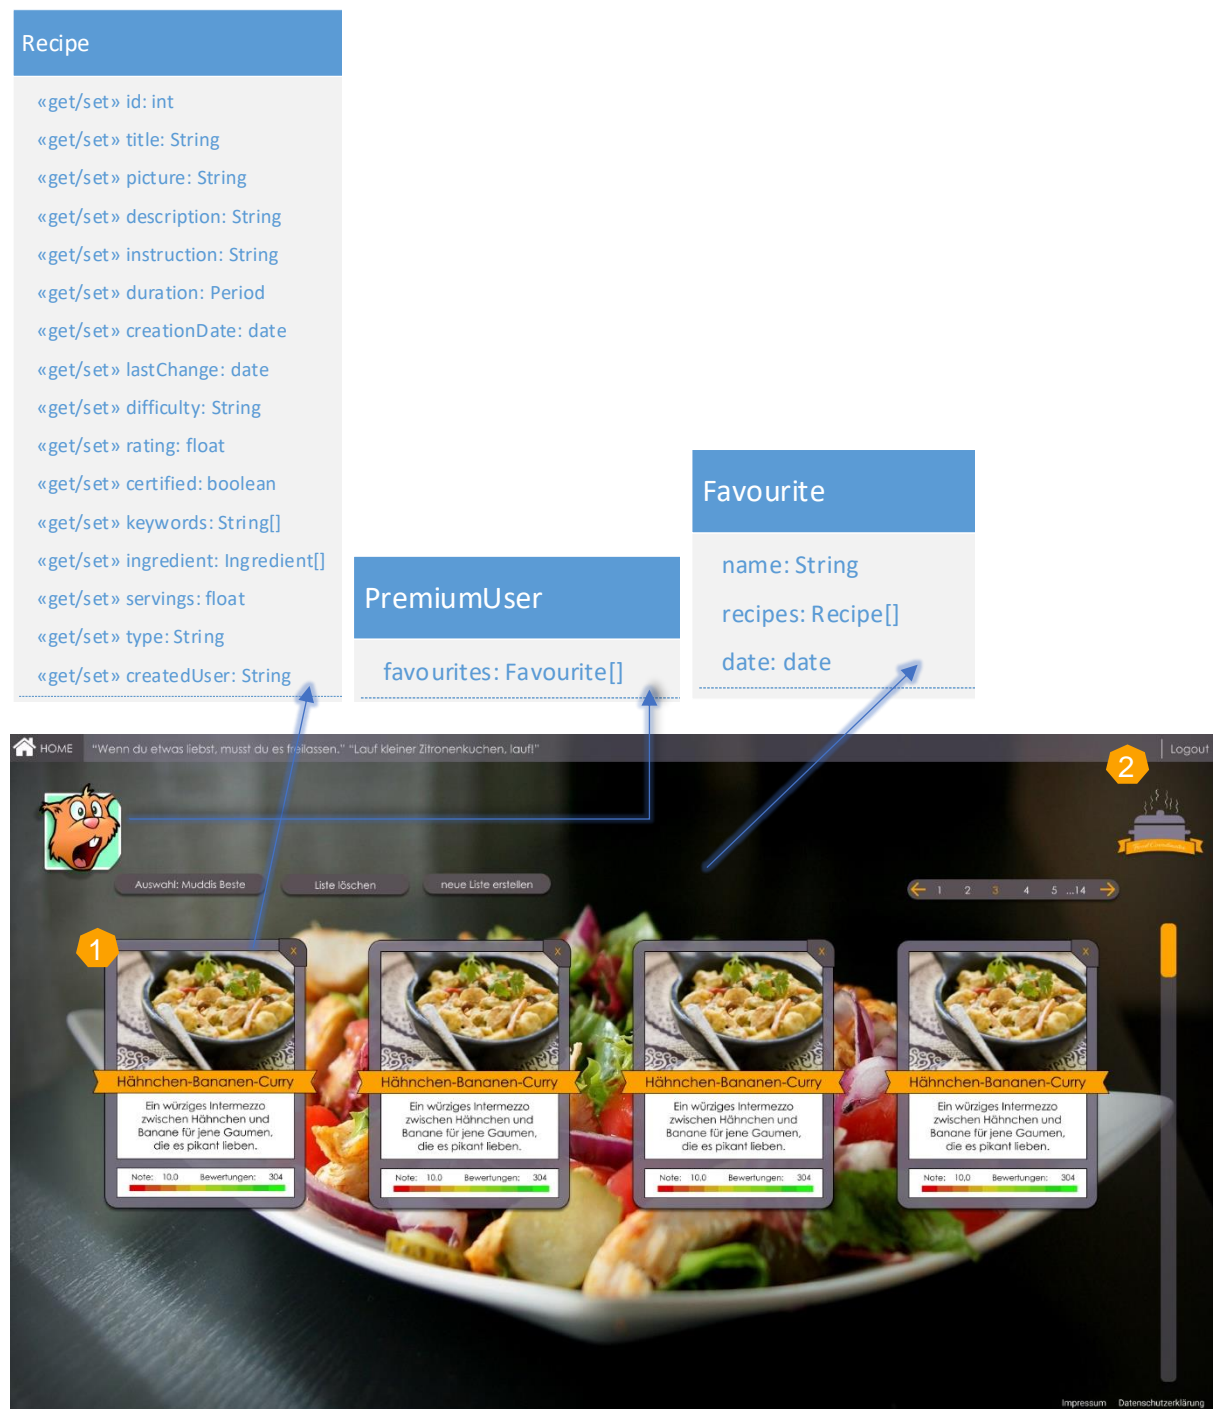 Recipe
«get/set» id: int
«get/set» title: String
«get/set» picture: String
«get/set» description: String
«get/set» instruction: String
«get/set» duration: Period
«get/set» creationDate: date
«get/set» lastChange: date
«get/set» difficulty: String
«get/set» rating: float
«get/set» certified: boolean
«get/set» keywords: String[]
«get/set» ingredient: Ingredient[]
«get/set» servings: float
«get/set» type: String
«get/set» createdUser: String
PremiumUser
favourites: Favourite[]
Favourite
name: String
recipes: Recipe[]
date: date
HOME "Wenn du etwas liebst, musst du es freilassen." "Lauf kleiner Zitronenkuchen, lauf!" Logout
2
Auswahl: Muddis Beste Liste löschen neue Liste erstellen 1 2 3 4 5 ...14
1
X X X X
Hähnchen-Bananen-Curry
Ein würziges Intermezzo
zwischen Hähnchen und
Banane für jene Gaumen,
die es pikant lieben.
Note: 10,0 Bewertungen: 304
Hähnchen-Bananen-Curry
Ein würziges Intermezzo
zwischen Hähnchen und
Banane für jene Gaumen,
die es pikant lieben.
Note: 10,0 Bewertungen: 304
Hähnchen-Bananen-Curry
Ein würziges Intermezzo
zwischen Hähnchen und
Banane für jene Gaumen,
die es pikant lieben.
Note: 10,0 Bewertungen: 304
Hähnchen-Bananen-Curry
Ein würziges Intermezzo
zwischen Hähnchen und
Banane für jene Gaumen,
die es pikant lieben.
Note: 10,0 Bewertungen: 304
Impressum Datenschutzerklärung